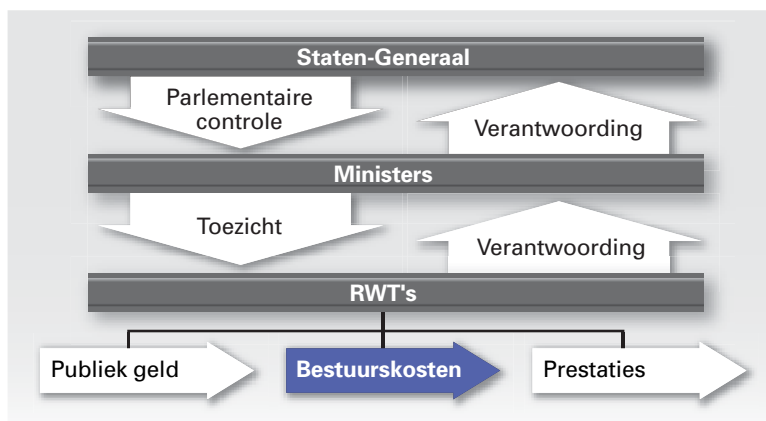 Staten-Generaal
Parlementaire
controle
Verantwoording
Ministers
Toezicht
Verantwoording
RWT's
Publiek geld
Bestuurskosten
Prestaties